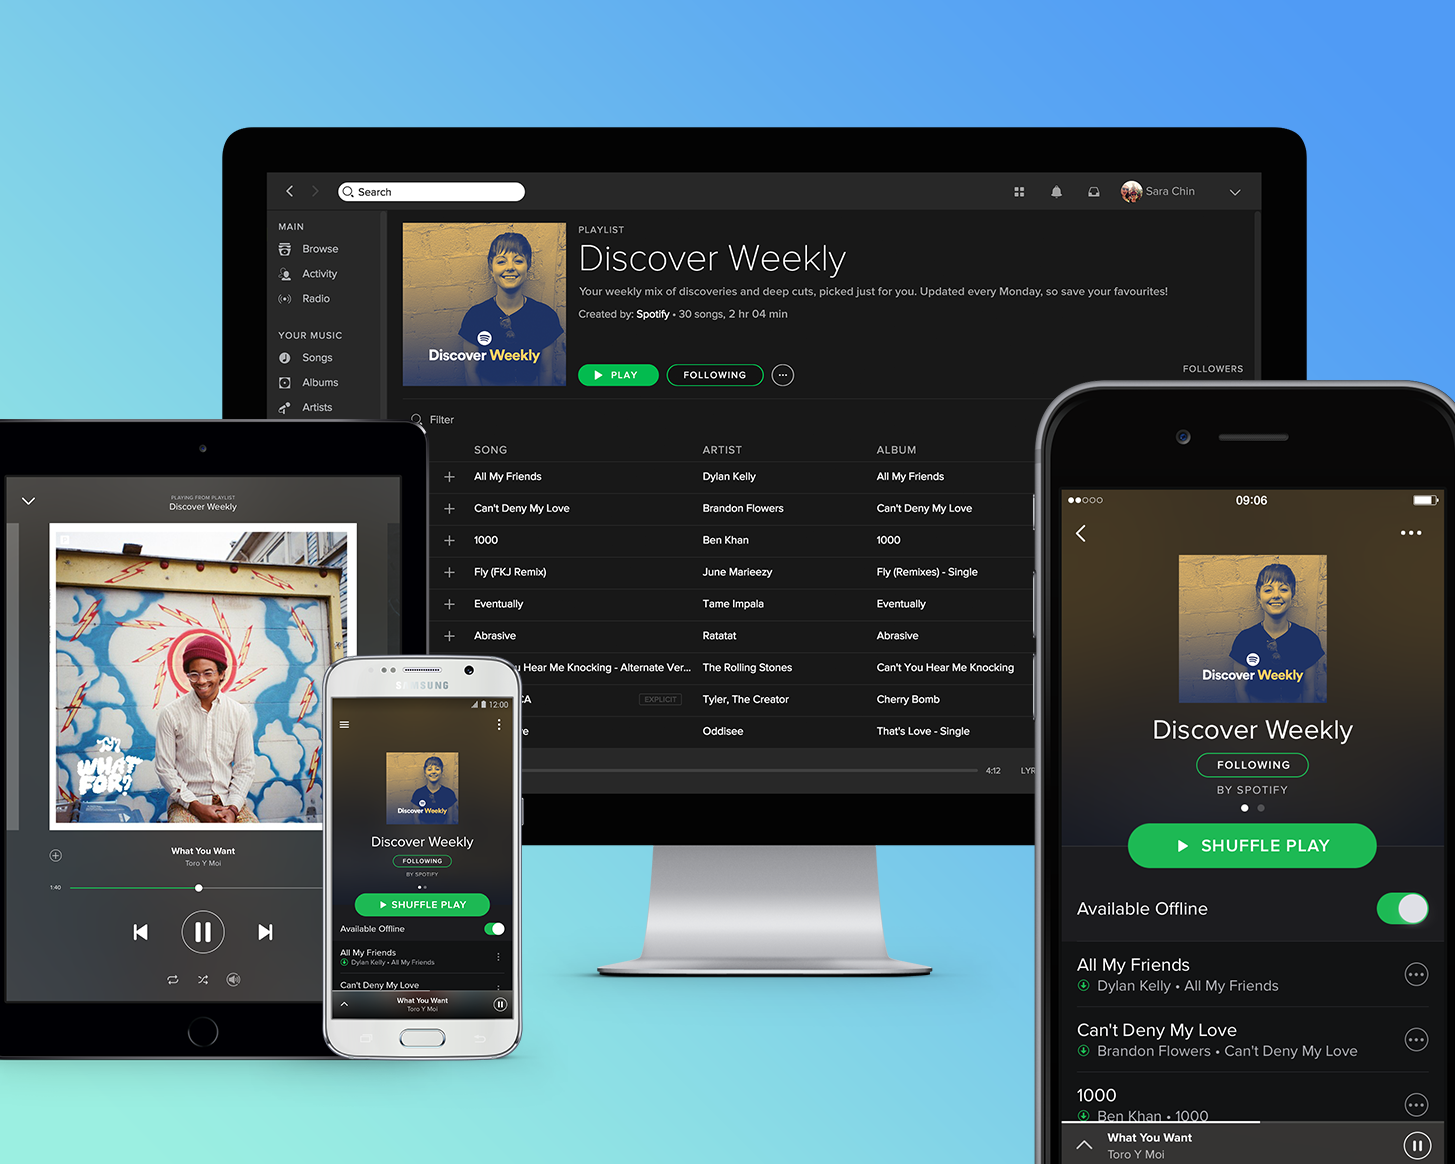 Search
Sara Chin
MAIN
Browse
Activity
Radio
YOUR MUSIC
Songs
Albums
Artists
Discover Weekly
PLAYLIST
Discover Weekly
Your weekly mix of discoveries and deep cuts, picked just for you. Updated every Monday, so save your favourites!
Created by: Spotify • 30 songs, 2 hr 04 min
PLAY FOLLOWING
FOLLOWERS
Filter
SONG ARTIST ALBUM
All My Friends Dylan Kelly All My Friends
Can't Deny My Love Brandon Flowers Can't Deny My Love
1000 Ben Khan 1000
Fly (FKJ Remix) June Marieezy Fly (Remixes) - Single
Eventually Tame Impala Eventually
Abrasive Ratatat Abrasive
u Hear Me Knocking - Alternate Ver... The Rolling Stones Can't You Hear Me Knocking
CA EXPLICIT Tyler, The Creator Cherry Bomb
e Oddisee That's Love - Single
4:12 LYR
PLAYING FROM PLAYLIST
Discover Weekly
WHAT
FOR?
What You Want
Toro Y Moi
1:40
SAMSUNG
12:00
Discover Weekly
Discover Weekly
FOLLOWING
BY SPOTIFY
SHUFFLE PLAY
Available Offline
All My Friends
Dylan Kelly • All My Friends
Can't Deny My Love
What You Want
Toro Y Moi
09:06
Discover Weekly
Discover Weekly
FOLLOWING
BY SPOTIFY
SHUFFLE PLAY
Available Offline
All My Friends
Dylan Kelly • All My Friends
Can't Deny My Love
Brandon Flowers • Can't Deny My Love
1000
Ben Khan • 1000
What You Want
Toro Y Moi